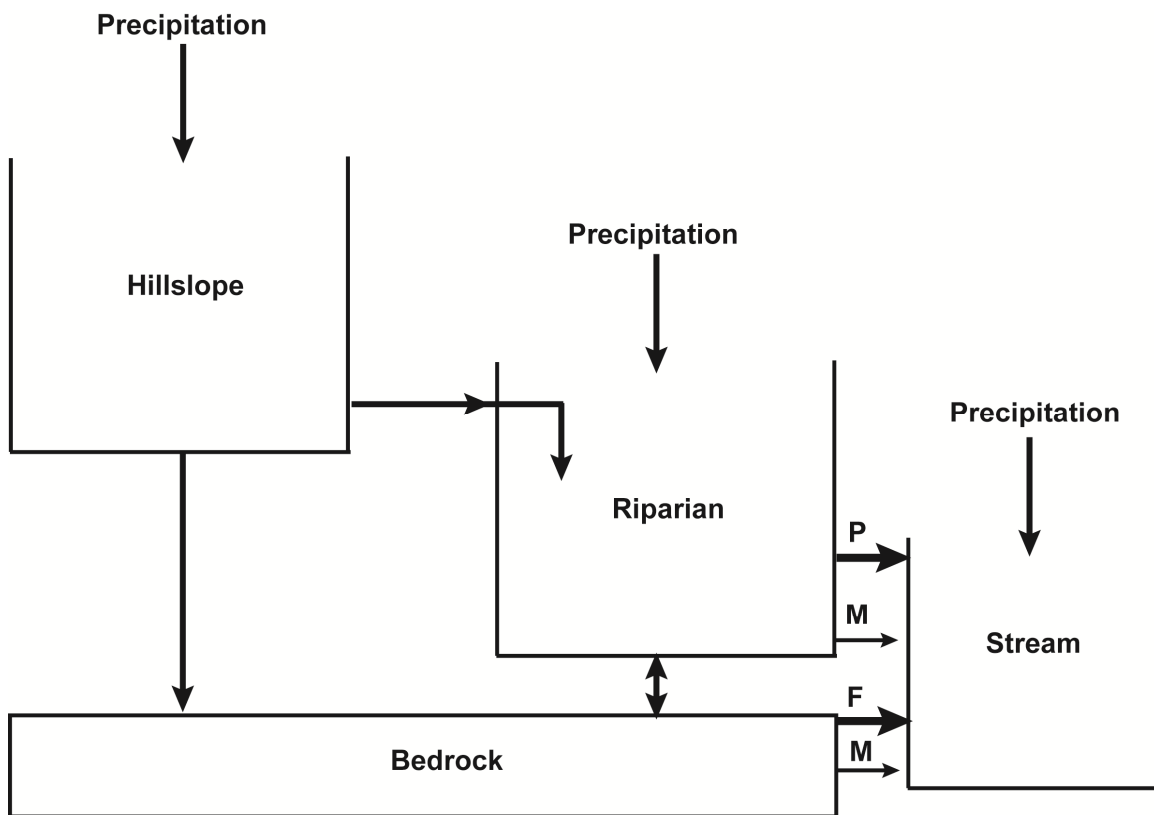 Precipitation
Hillslope
Precipitation
Riparian
Precipitation
P
M
Stream
F
M
Bedrock